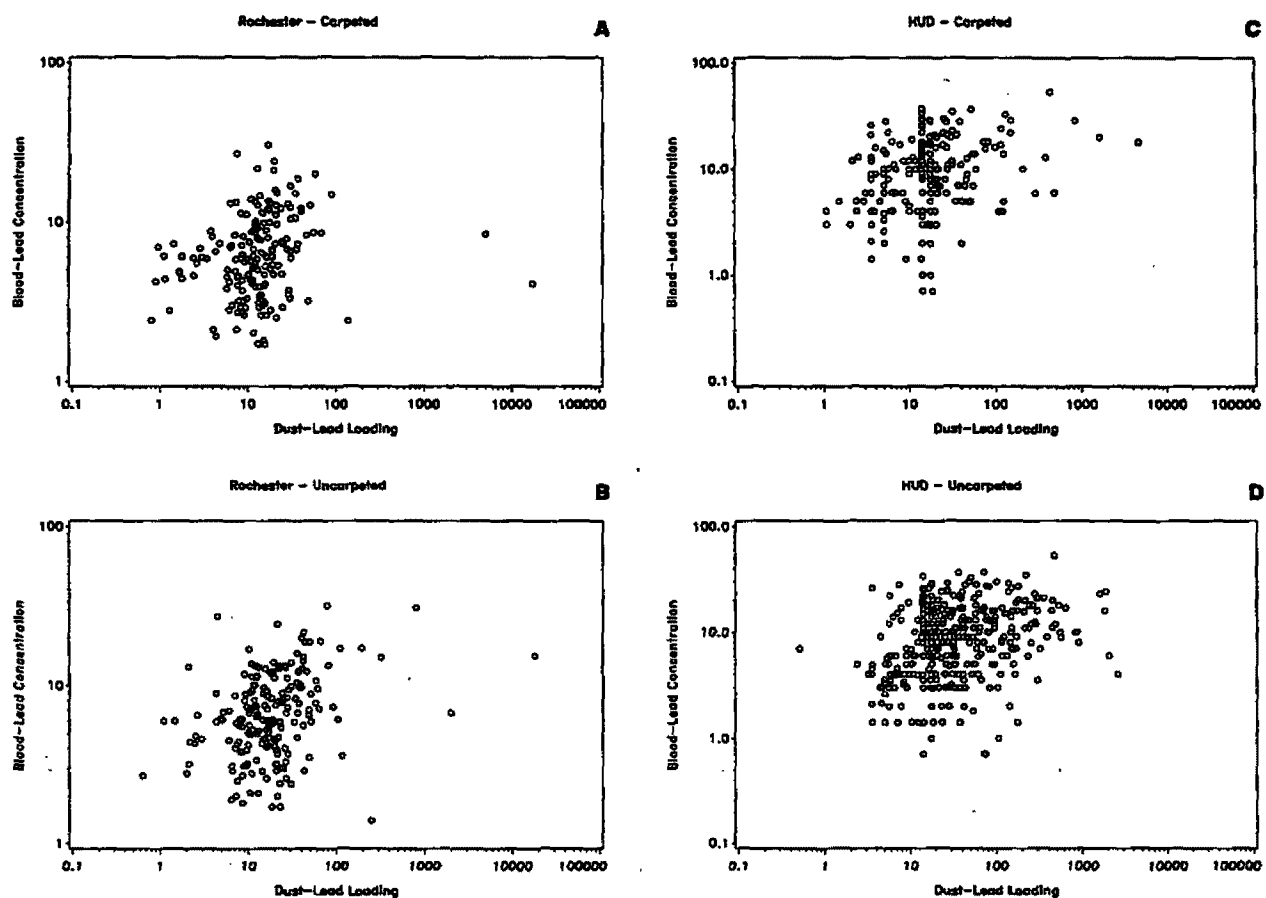 Rochester – Carpeted
A
100
10
1
Blood–Lead Concentration
0.1 1 10 100 1000 10000 100000
Dust–Lead Loading
HUD – Carpeted
C
100.0
10.0
1.0
0.1
Blood–Lead Concentration
0.1 1 10 100 1000 10000 100000
Dust–Lead Loading
Rochester – Uncarpeted
B
100
10
1
Blood–Lead Concentration
0.1 1 10 100 1000 10000 100000
Dust–Lead Loading
HUD – Uncarpeted
D
100.0
10.0
1.0
0.1
Blood–Lead Concentration
0.1 1 10 100 1000 10000 100000
Dust–Lead Loading